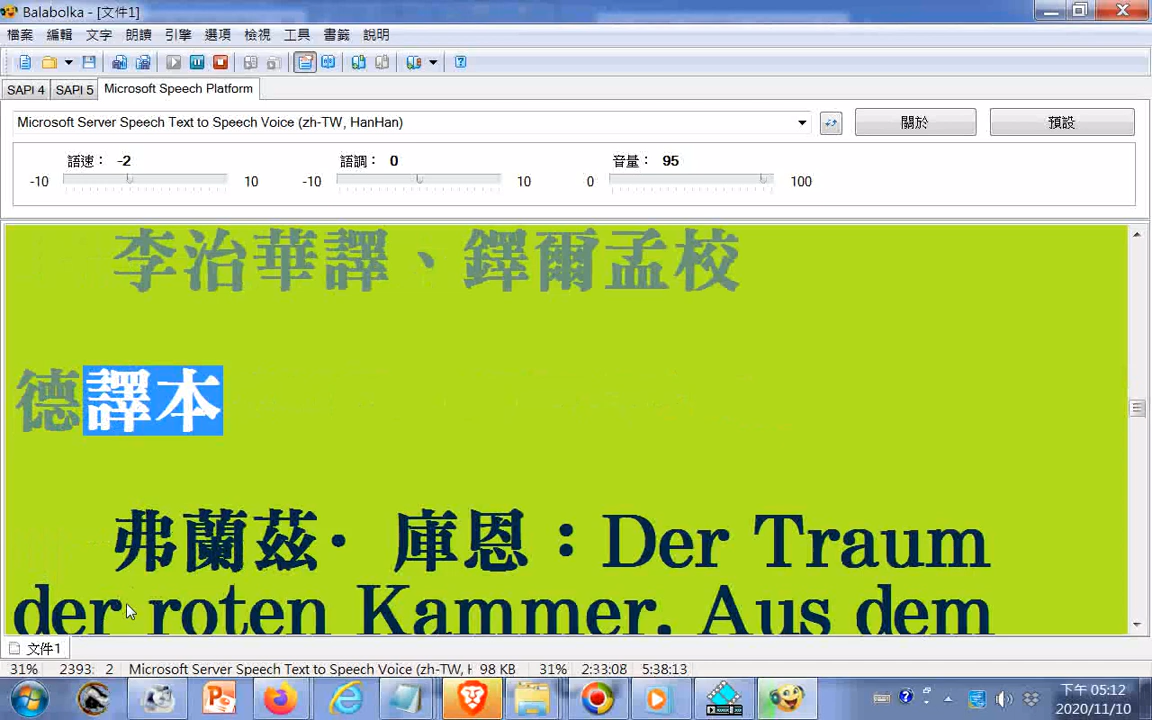 Balabolka - [文件1]
檔案 編輯 文字 朗讀 引擎 選項 檢視 工具 書籤 說明
SAPI 4 SAPI 5 Microsoft Speech Platform
Microsoft Server Speech Text to Speech Voice (zh-TW, HanHan) 關於 預設
語速： -2 語調： 0 音量： 95
-10 10 -10 10 0 100
李治華譯、鐸爾孟校
德譯本
弗蘭茲· 庫恩：Der Traum
der roten Kammer. Aus dem
文件1
31% 2393: 2 Microsoft Server Speech Text to Speech Voice (zh-TW, H 98 KB 31% 2:33:08 5:38:13
下午 05:12
2020/11/10